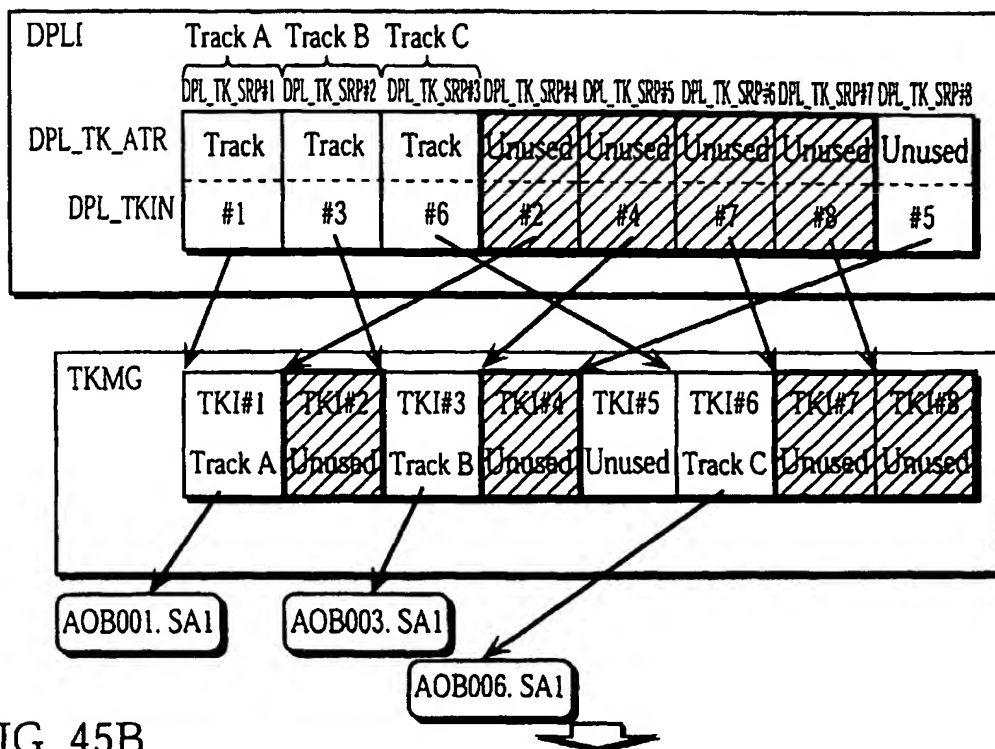 DPLI Track A Track B Track C
DPL_TK_SRP#1 DPL_TK_SRP#2 DPL_TK_SRP#3 DPL_TK_SRP#4 DPL_TK_SRP#5 DPL_TK_SRP#6 DPL_TK_SRP#7 DPL_TK_SRP#8
DPL_TK_ATR Track Track Track Unused Unused Unused Unused Unused
DPL_TKIN #1 #3 #6 #2 #4 #7 #8 #5
TKMG TKI#1 TKI#2 TKI#3 TKI#4 TKI#5 TKI#6 TKI#7 TKI#8
Track A Unused Track B Unused Unused Track C Unused Unused
AOB001. SA1 AOB003. SA1
AOB006. SA1
IG. 45B